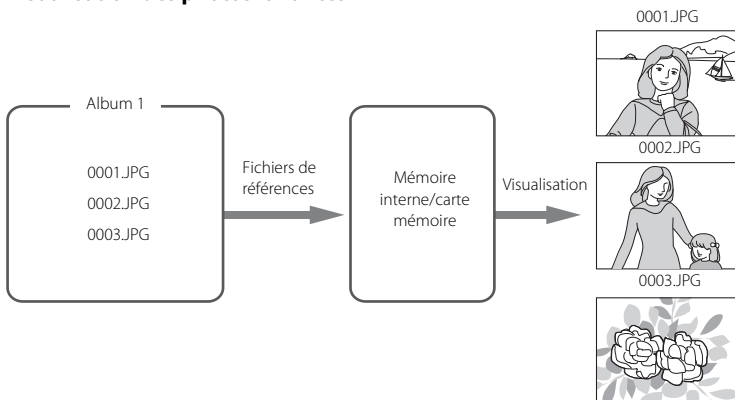 0001.JPG
Album 1
0001.JPG
0002.JPG
0003.JPG
Fichiers de
références
Mémoire
interne/carte
mémoire
Visualisation
0002.JPG
0003.JPG